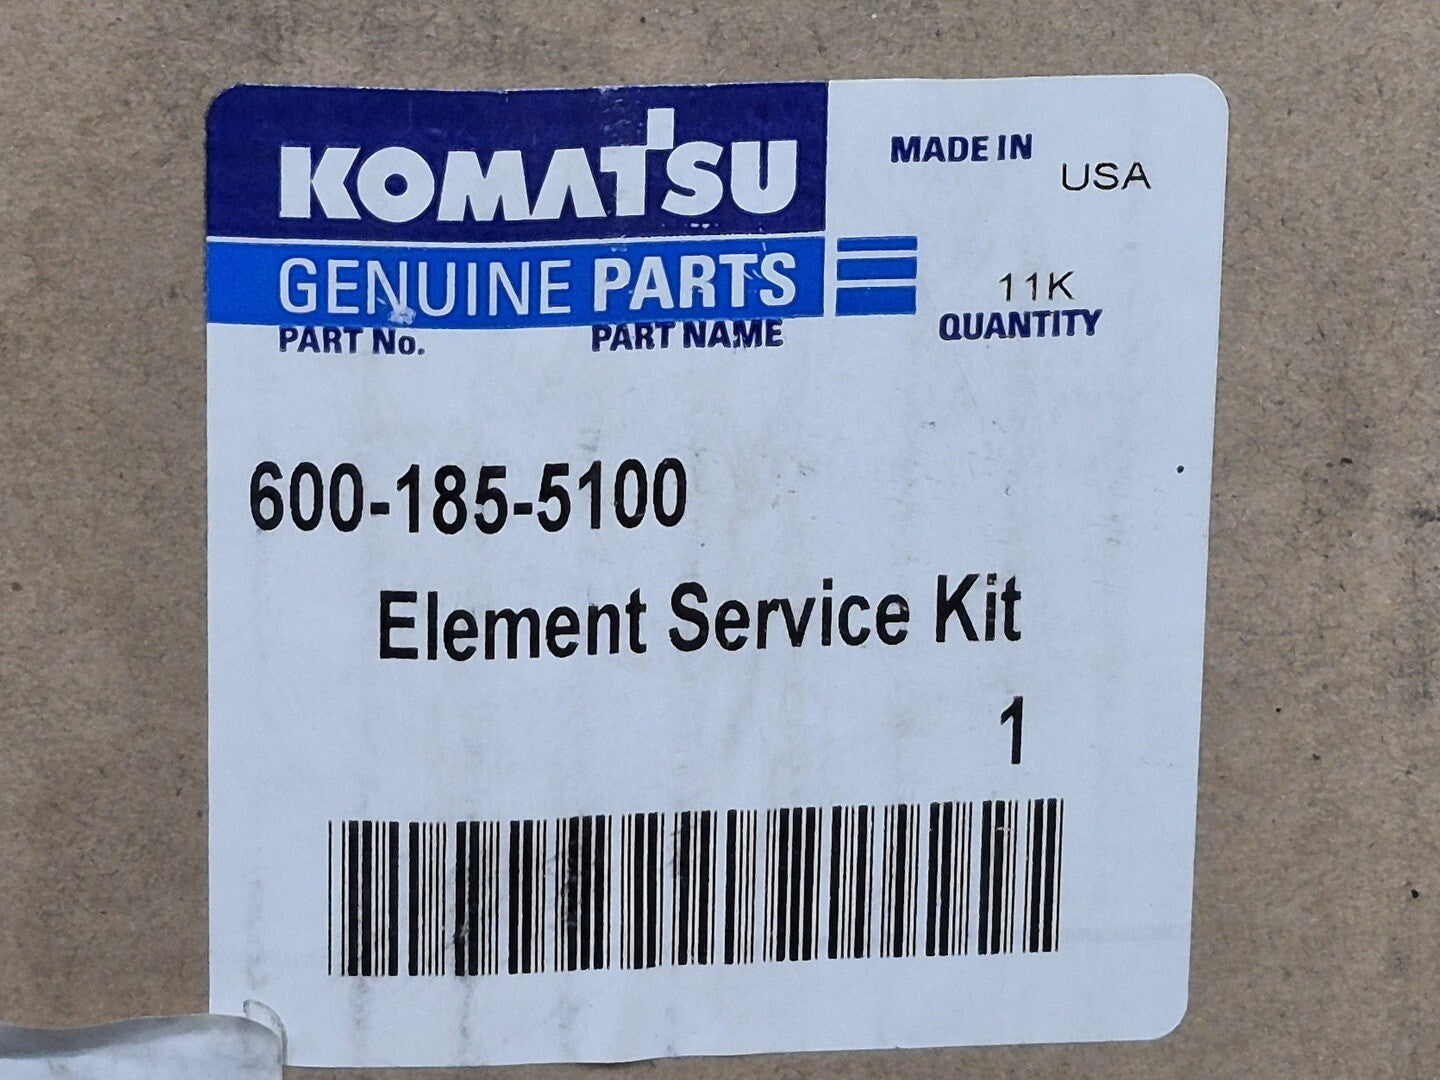 KOMATSU
MADE IN USA
GENUINE PARTS
11K
PART No. PART NAME QUANTITY
600-185-5100
Element Service Kit
1